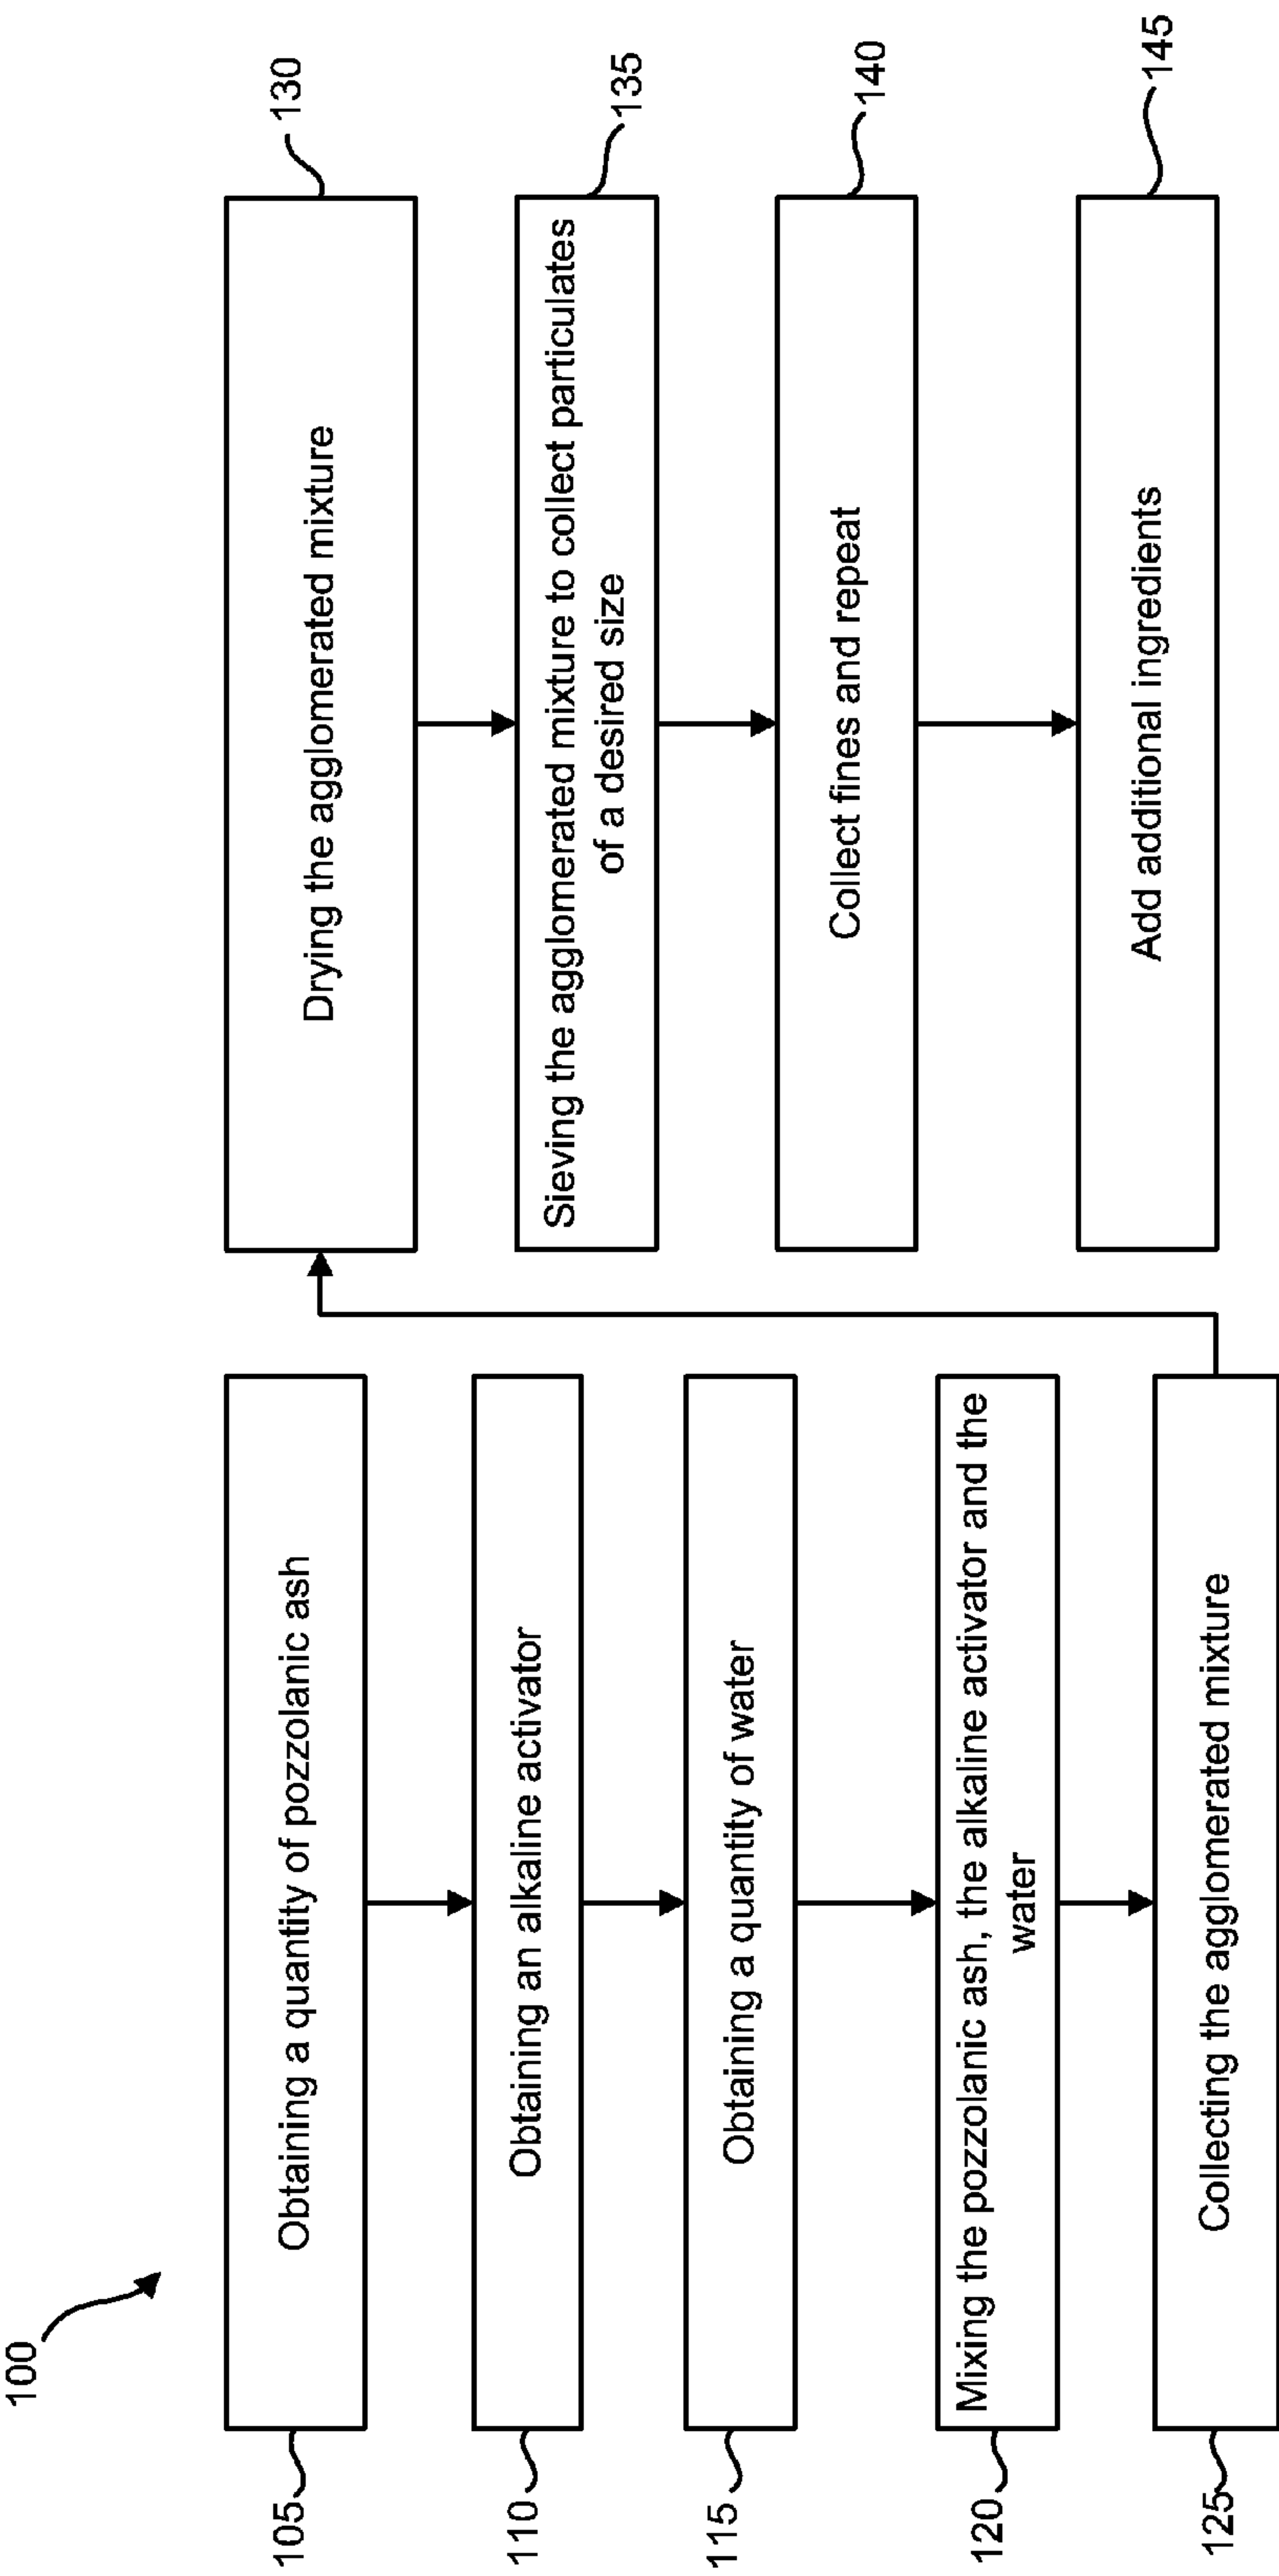 100
105
Obtaining a quantity of pozzolanic ash
110
Obtaining an alkaline activator
115
Obtaining a quantity of water
120
Mixing the pozzolanic ash, the alkaline activator and the
water
125
Collecting the agglomerated mixture
130
Drying the agglomerated mixture
135
Sieving the agglomerated mixture to collect particulates
of a desired size
140
Collect fines and repeat
145
Add additional ingredients